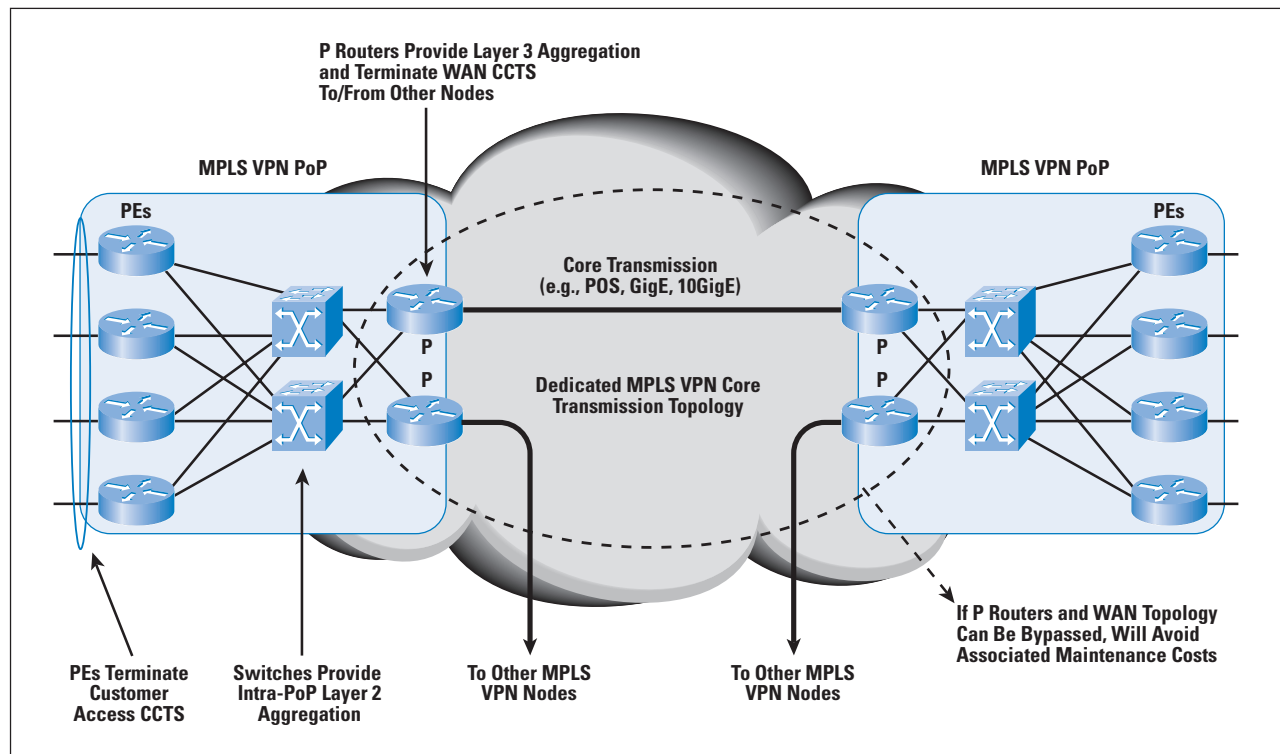 P Routers Provide Layer 3 Aggregation
and Terminate WAN CCTS
To/From Other Nodes
MPLS VPN PoP
MPLS VPN PoP
PEs
PEs
Core Transmission
(e.g., POS, GigE, 10GigE)
P
P
P
P
Dedicated MPLS VPN Core
Transmission Topology
If P Routers and WAN Topology
Can Be Bypassed, Will Avoid
Associated Maintenance Costs
PEs Terminate
Customer
Access CCTS
Switches Provide
Intra-PoP Layer 2
Aggregation
To Other MPLS
VPN Nodes
To Other MPLS
VPN Nodes